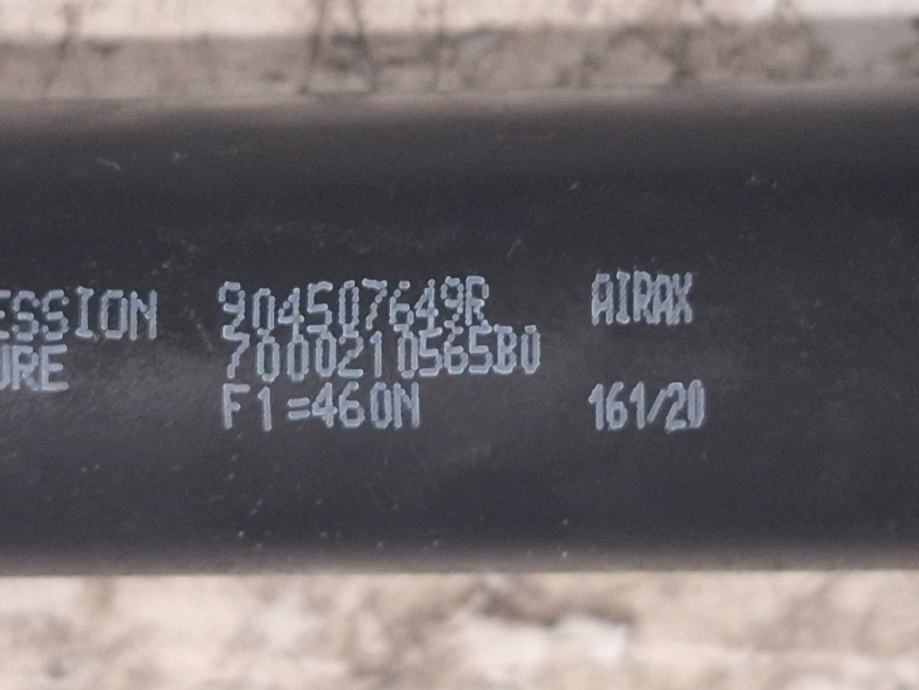 ESSION 904507649R AIRAX
URE 7000210565B0
F1=460N 161/20